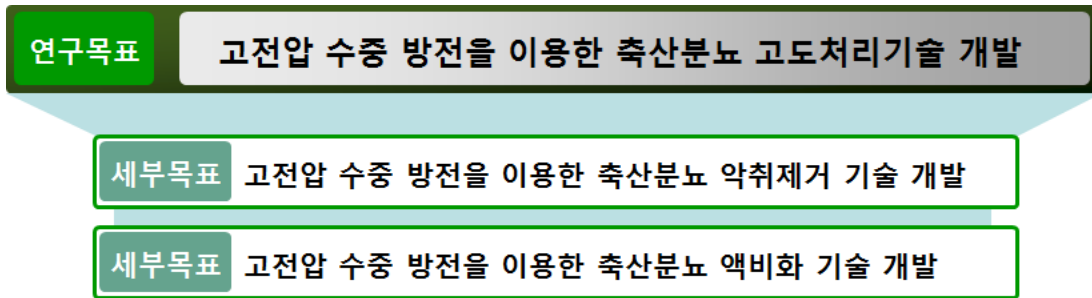 연구목표 고전압 수중 방전을 이용한 축산분뇨 고도처리기술 개발
세부목표 고전압 수중 방전을 이용한 축산분뇨 악취제거 기술 개발
세부목표 고전압 수중 방전을 이용한 축산분뇨 액비화 기술 개발